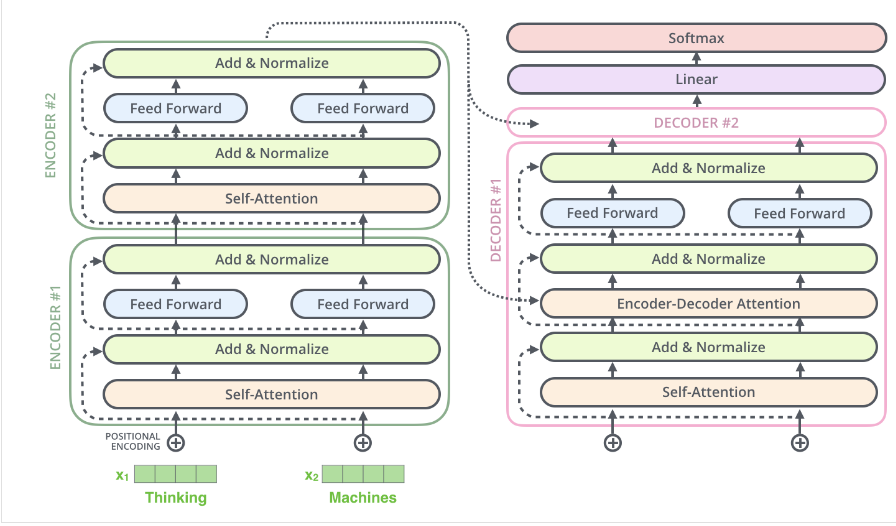 ENCODER #2
Add & Normalize
Feed Forward Feed Forward
Add & Normalize
Self-Attention
ENCODER #1
Add & Normalize
Feed Forward Feed Forward
Add & Normalize
Self-Attention
POSITIONAL
ENCODING
x1 x2
Thinking Machines
Softmax
Linear
DECODER #2
DECODER #1
Add & Normalize
Feed Forward Feed Forward
Add & Normalize
Encoder-Decoder Attention
Add & Normalize
Self-Attention